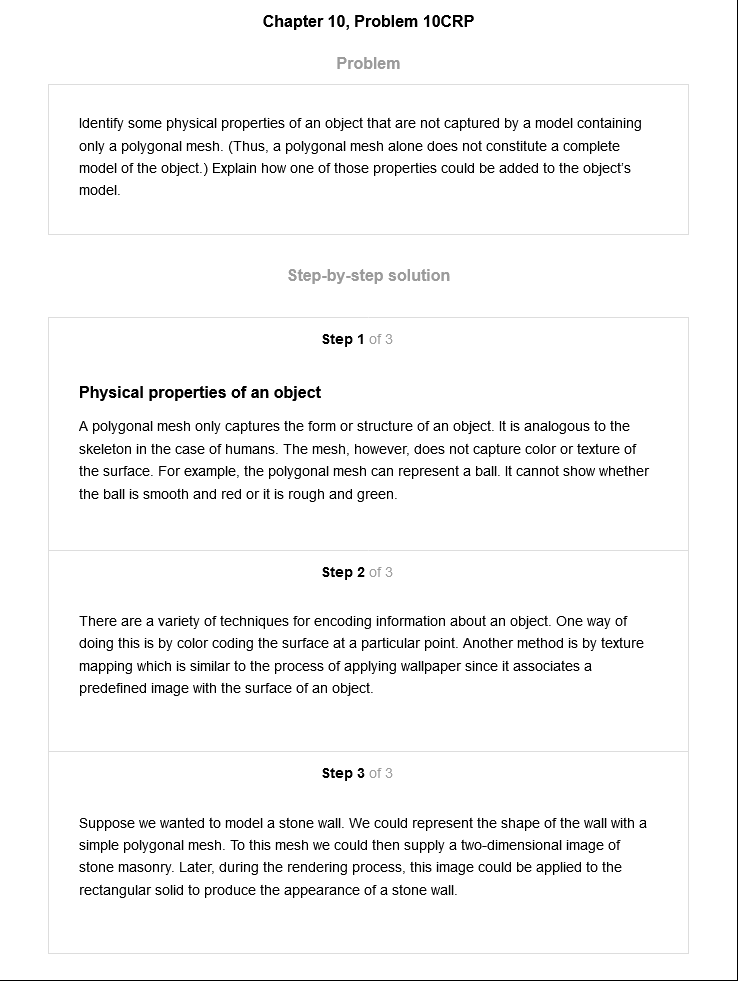 Chapter 10, Problem 10CRP
Problem
Identify some physical properties of an object that are not captured by a model containing
only a polygonal mesh. (Thus, a polygonal mesh alone does not constitute a complete
model of the object.) Explain how one of those properties could be added to the object's
model.
Step-by-step solution
Step 1 of 3
Physical properties of an object
A polygonal mesh only captures the form or structure of an object. It is analogous to the
skeleton in the case of humans. The mesh, however, does not capture color or texture of
the surface. For example, the polygonal mesh can represent a ball. It cannot show whether
the ball is smooth and red or it is rough and green.
Step 2 of 3
There are a variety of techniques for encoding information about an object. One way of
doing this is by color coding the surface at a particular point. Another method is by texture
mapping which is similar to the process of applying wallpaper since it associates a
predefined image with the surface of an object.
Step 3 of 3
Suppose we wanted to model a stone wall. We could represent the shape of the wall with a
simple polygonal mesh. To this mesh we could then supply a two-dimensional image of
stone masonry. Later, during the rendering process, this image could be applied to the
rectangular solid to produce the appearance of a stone wall.